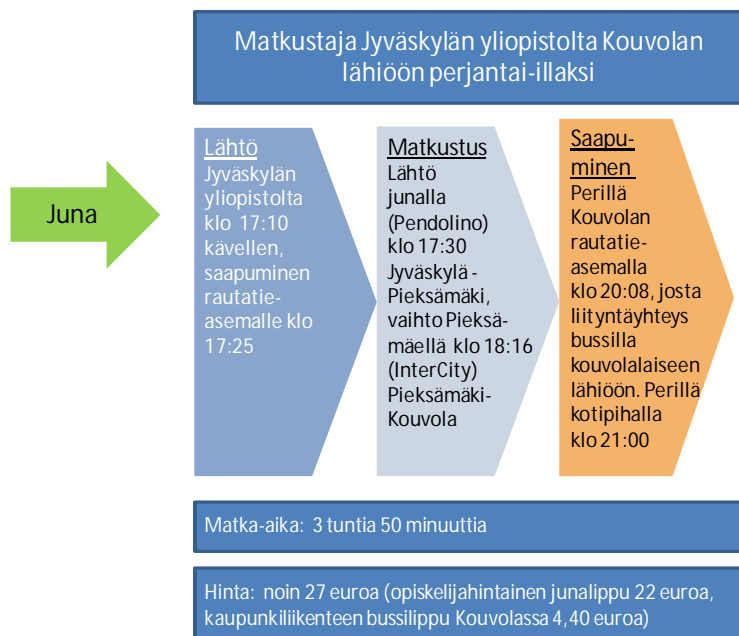 Matkustaja Jyväskylän yliopistolta Kouvolan
lähiöön perjantai-illaksi
Juna
Lähtö
Jyväskylän
yliopistolta
klo 17:10
kävellen,
saapuminen
rautatie-
asemalle klo
17:25
Matkustus
Lähtö
junalla
(Pendolino)
klo 17:30
Jyväskylä -
Pieksämäki,
vaihto Pieksä-
mäellä klo 18:16
(InterCity)
Pieksämäki-
Kouvola
Saapu-
minen
Perillä
Kouvolan
rautatie-
asemalla
klo 20:08, josta
liityntäyhteys
bussilla
kouvolalaiseen
lähiöön. Perillä
kotipihalla
klo 21:00
Matka-aika: 3 tuntia 50 minuuttia
Hinta: noin 27 euroa (opiskelijahintainen junalippu 22 euroa,
kaupunkiliikenteen bussilippu Kouvolassa 4,40 euroa)